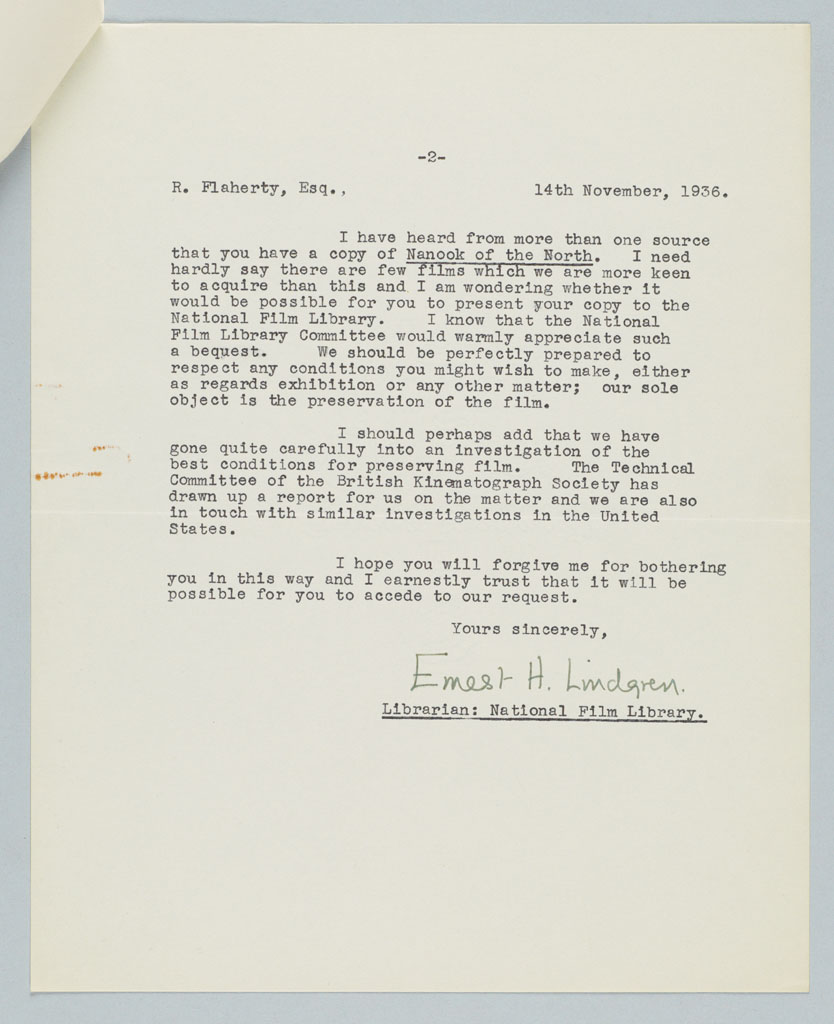 -2-
R. Flaherty, Esq., 14th November, 1936.
I have heard from more than one source
that you have a copy of Nanook of the North. I need
hardly say there are few films which we are more keen
to acquire than this and I am wondering whether it
would be possible for you to present your copy to the
National Film Library. I know that the National
Film Library Committee would warmly appreciate such
a bequest. We should be perfectly prepared to
respect any conditions you might wish to make, either
as regards exhibition or any other matter; our sole
object is the preservation of the film.
I should perhaps add that we have
gone quite carefully into an investigation of the
best conditions for preserving film. The Technical
Committee of the British Kinematograph Society has
drawn up a report for us on the matter and we are also
in touch with similar investigations in the United
States.
I hope you will forgive me for bothering
you in this way and I earnestly trust that it will be
possible for you to accede to our request.
Yours sincerely,
Ernest H. Lindgren.
Librarian: National Film Library.